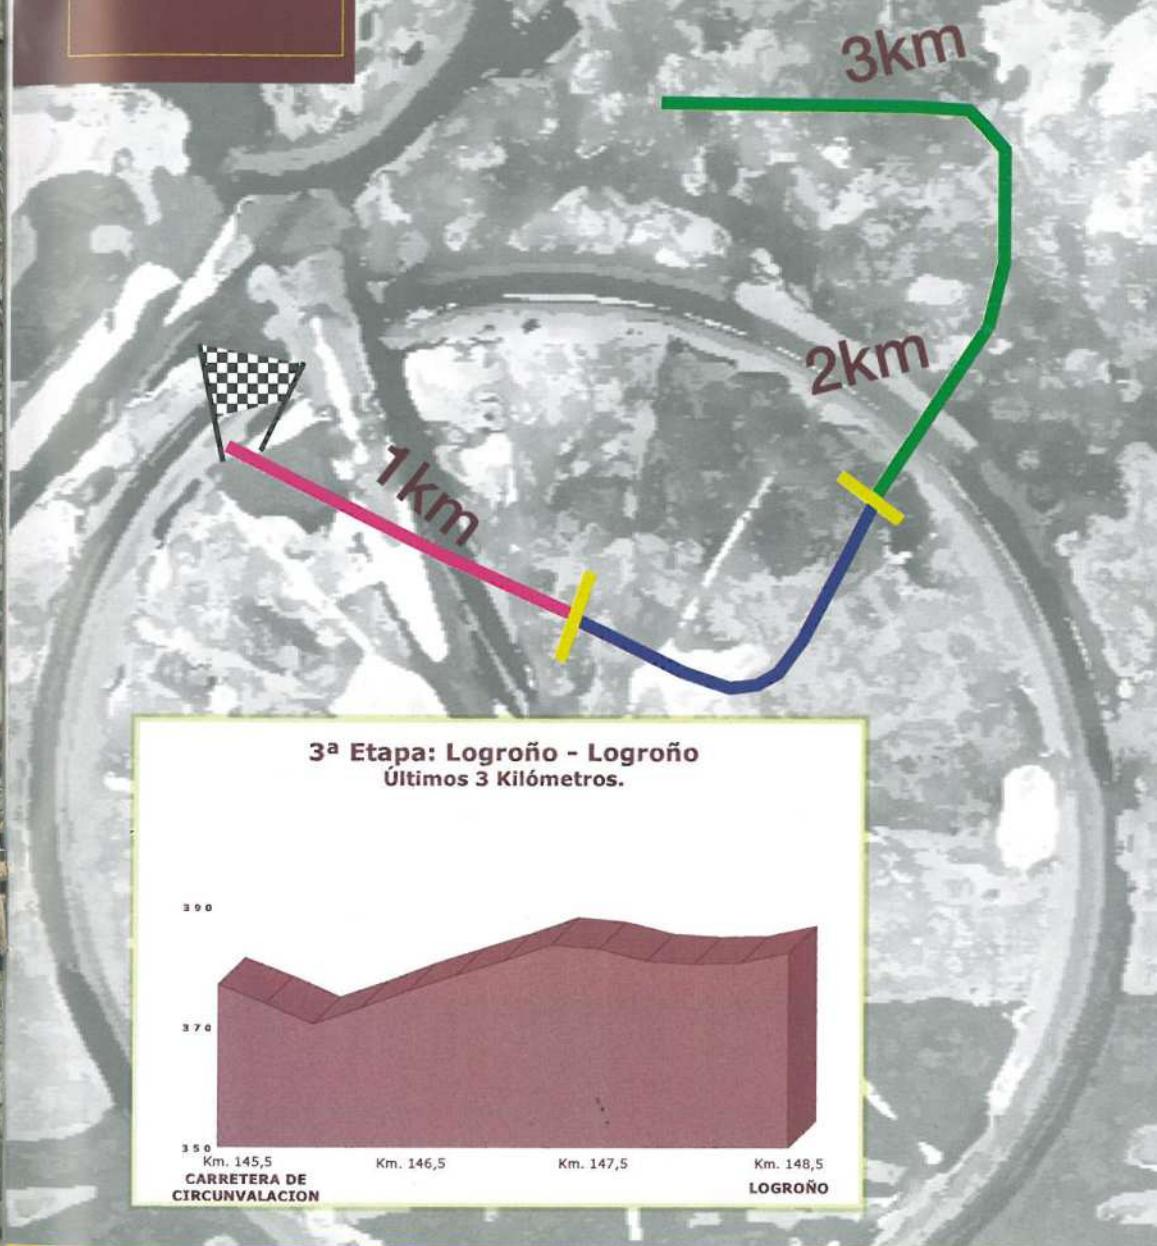 3km
2km
1km
3ª Etapa: Logroño - Logroño
Últimos 3 Kilómetros.
390
370
350
Km. 145,5
Km. 146,5
Km. 147,5
Km. 148,5
CARRETERA DE
CIRCUNVALACION
LOGROÑO